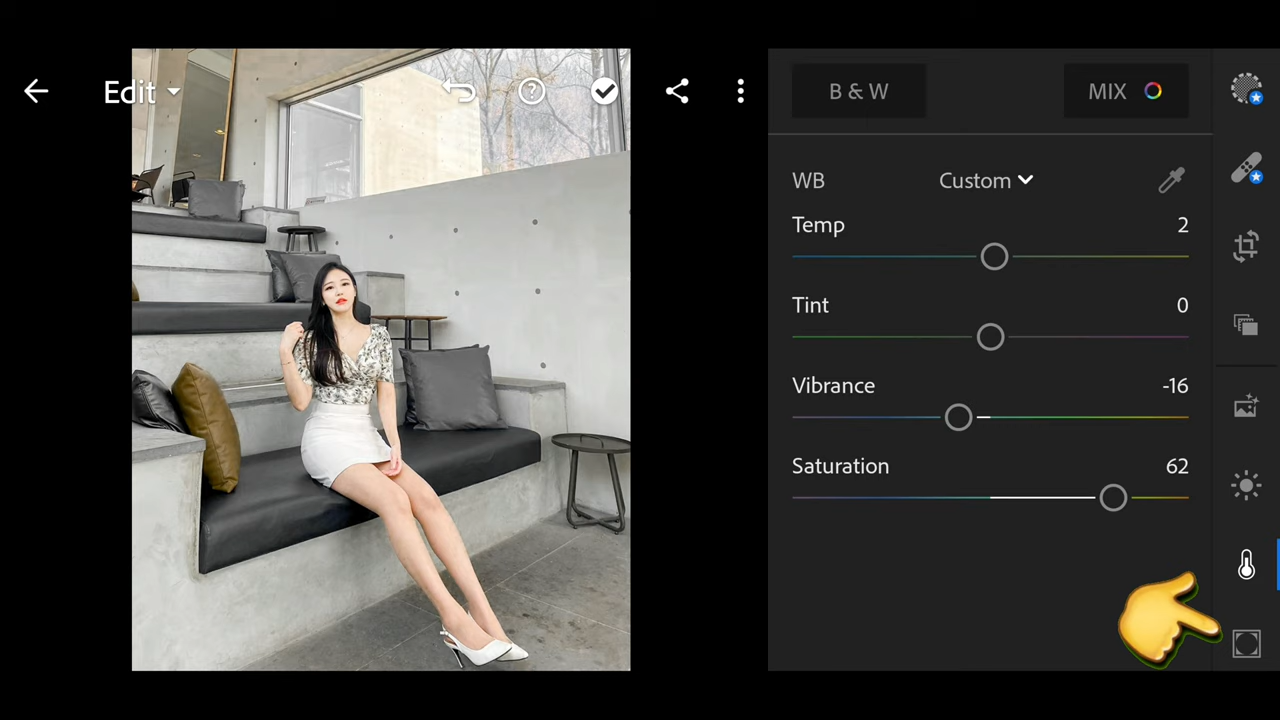 Edit
B & W
MIX
WB
Custom
Temp
2
Tint
0
Vibrance
-16
Saturation
62